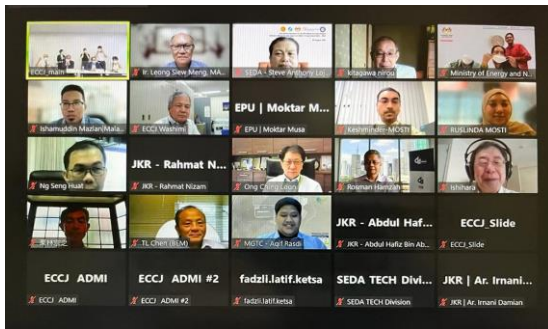 ECCJ_main
Ir. Leong Siew Meng, MA...
SEDA - Steve Anthony Loj...
Kitagawa hirou
Ministry of Energy and N...
Ishamuddin Mazlan(Mala...
ECCJ Washimi
EPU | Moktar M...
EPU | Moktar Musa
Keshminder-MOSTI
RUSLINDA MOSTI
Ng Seng Huat
JKR - Rahmat N...
JKR - Rahmat Nizam
Ong Ching Loon
Rosman Hamzah
Ishihara
TL Chen (BLM)
MGTC - Aqif Rasdi
JKR - Abdul Haf...
JKR - Abdul Hafiz Bin Ab...
ECCJ_Slide
ECCJ_Slide
ECCJ ADMI
ECCJ ADMI
ECCJ ADMI #2
ECCJ ADMI #2
fadzli.latif.ketsa
fadzli.latif.ketsa
SEDA TECH Divi...
SEDA TECH Division
JKR | Ar. Irnani...
JKR | Ar. Irnani Damian